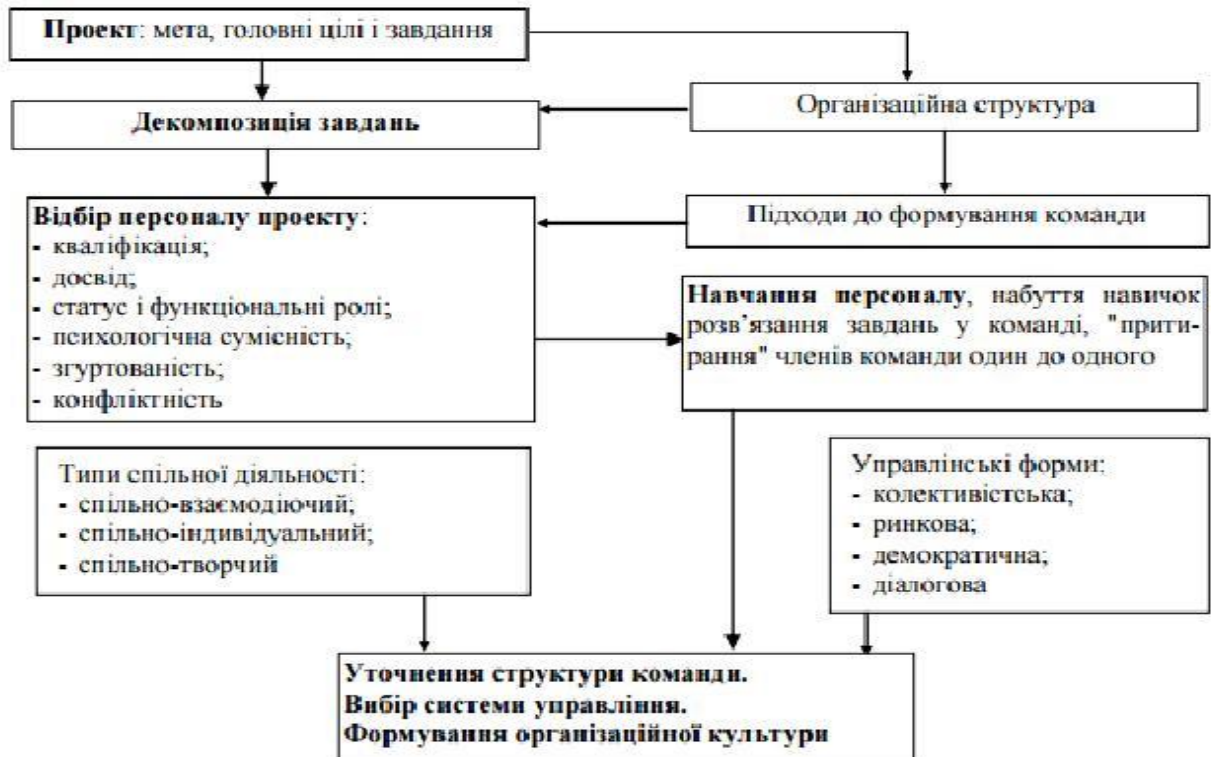 Проект: мета, головні цілі і завдання
Організаційна структура
Декомпозиція завдань
Підходи до формування команди
Відбір персоналу проекту:
- кваліфікація;
- досвід;
- статус і функціональні ролі;
- психологічна сумісність;
- згуртованість;
- конфліктність
Навчання персоналу, набуття навичок
розв’язання завдань у команді, "прити-
рання" членів команди один до одного
Типи спільної діяльності:
- спільно-взаємодіючий;
- спільно-індивідуальний;
- спільно-творчий
Управлінські форми:
- колективістська;
- ринкова;
- демократична;
- діалогова
Уточнення структури команди.
Вибір системи управління.
Формування організаційної культури